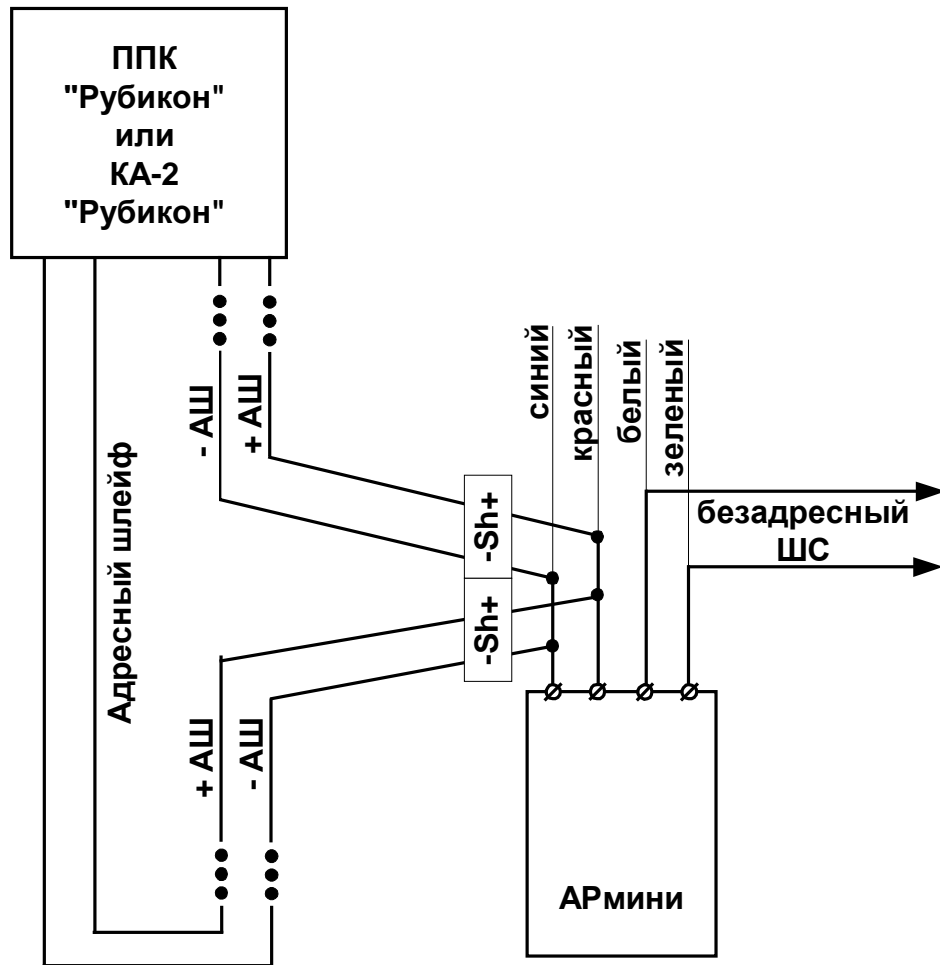 ППК
"Рубикон"
или
КА-2
"Рубикон"
- АШ
+ АШ
Адресный шлейф
синий
красный
белый
зеленый
-Sh+
-Sh+
безадресный
ШС
+ АШ
- АШ
АРмини